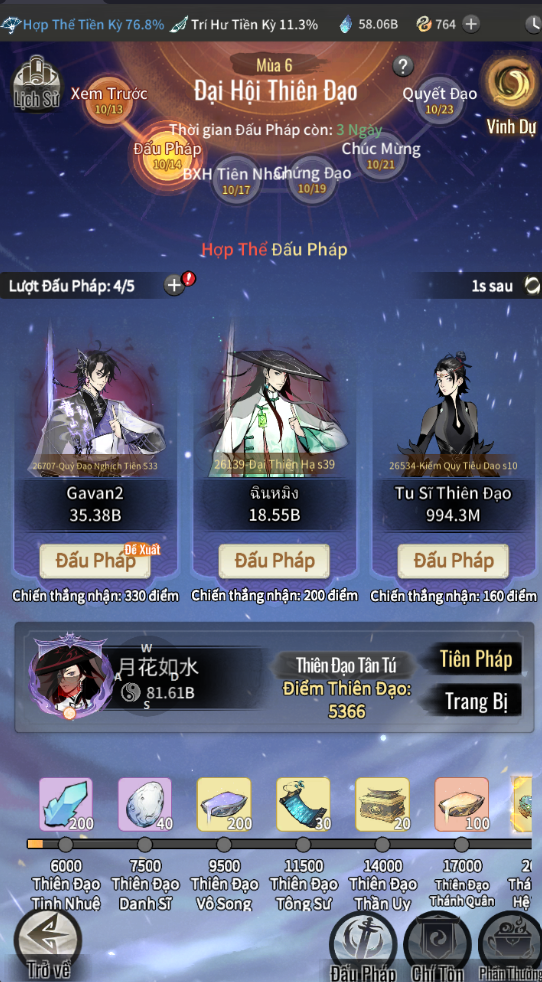 Hợp Thể Tiền Kỳ 76.8%
Trí Hư Tiền Kỳ 11.3%
58.06B
764
Mùa 6
Đại Hội Thiên Đạo
Lịch Sử
Vinh Dự
Xem Trước
10/13
Quyết Đạo
10/23
Thời gian Đấu Pháp còn: 3 Ngày
Đấu Pháp
10/14
Chúc Mừng
10/21
BXH Tiên Nhân
10/17
Chứng Đạo
10/19
Hợp Thể Đấu Pháp
Lượt Đấu Pháp: 4/5
1s sau
26707-Quỷ Đạo Nghịch Tiên S33
26139-Đại Thiên Hạ s39
26534-Kiếm Quy Tiêu Dao s10
Gavan2
35.38B
ฉินหมิง
18.55B
Tu Sĩ Thiên Đạo
994.3M
Đề Xuất
Đấu Pháp
Đấu Pháp
Đấu Pháp
Chiến thắng nhận: 330 điểm
Chiến thắng nhận: 200 điểm
Chiến thắng nhận: 160 điểm
W
A
D
S
月花如水
81.61B
Thiên Đạo Tân Tú
Điểm Thiên Đạo:
5366
Tiên Pháp
Trang Bị
200
40
200
30
20
100
6000
Thiên Đạo
Tinh Nhuệ
7500
Thiên Đạo
Danh Sĩ
9500
Thiên Đạo
Vô Song
11500
Thiên Đạo
Tông Sư
14000
Thiên Đạo
Thần Uy
17000
Thiên Đạo
Thánh Quân
Trở về
Đấu Pháp
Chí Tôn
Phần Thưởng